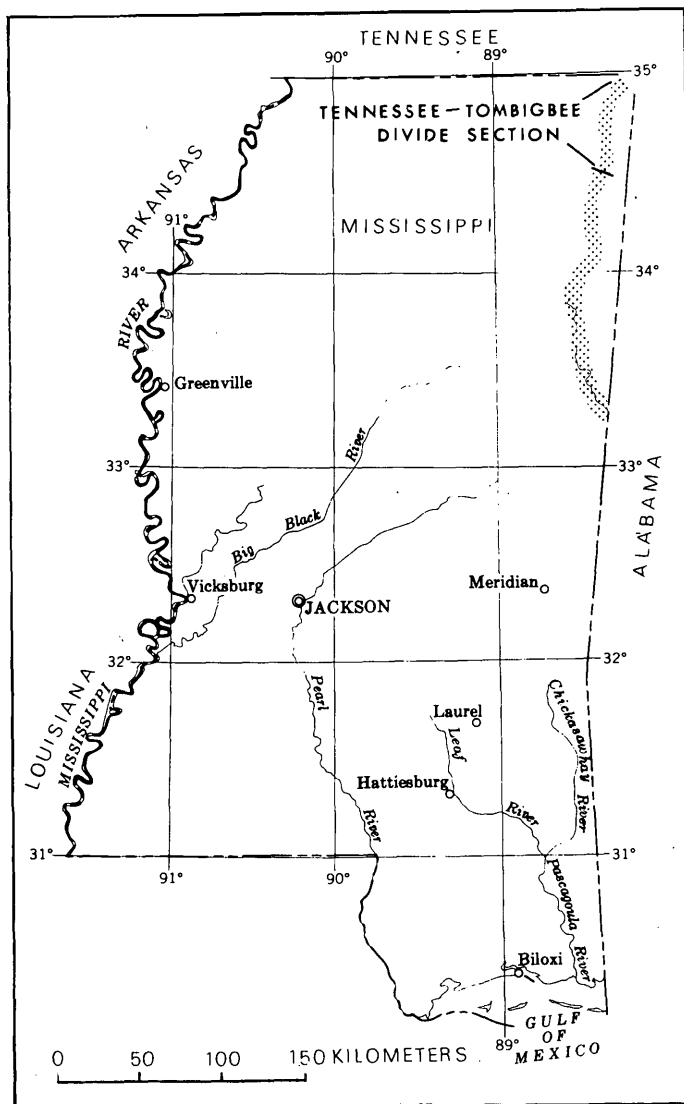 TENNESSEE
90°
89°
35°
TENNESSEE—TOMBIGBEE
DIVIDE SECTION
ARKANSAS
91°
MISSISSIPPI
34°
34°
RIVER
Greenville
River
33°
33°
ALABAMA
Black
Big
Vicksburg
Meridian
JACKSON
32°
32°
LOUISIANA
MISSISSIPPI
Pearl
Laurel
Leaf
Chickasawhay
River
Hattiesburg
River
River
31°
31°
91°
90°
Pascagoula
River
Biloxi
89°
GULF
OF
MEXICO
0 50 100 150 KILOMETERS